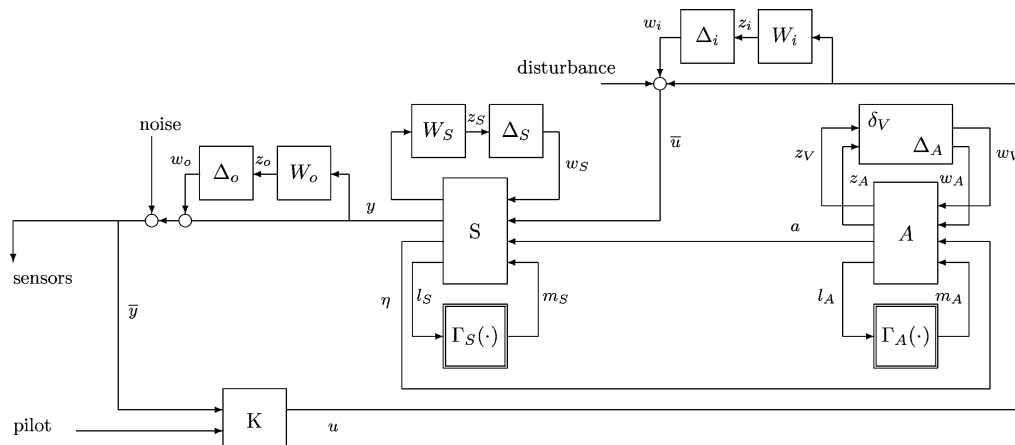 w_i Δ_i z_i W_i
disturbance
noise
W_S z_S Δ_S
δ_V
Δ_A
w_o Δ_o z_o W_o
w_S
u̅
z_V
z_A w_A
w_V
y
S
a
A
sensors
η
l_S
m_S
l_A
m_A
y̅
Γ_S(·)
Γ_A(·)
K
pilot
u